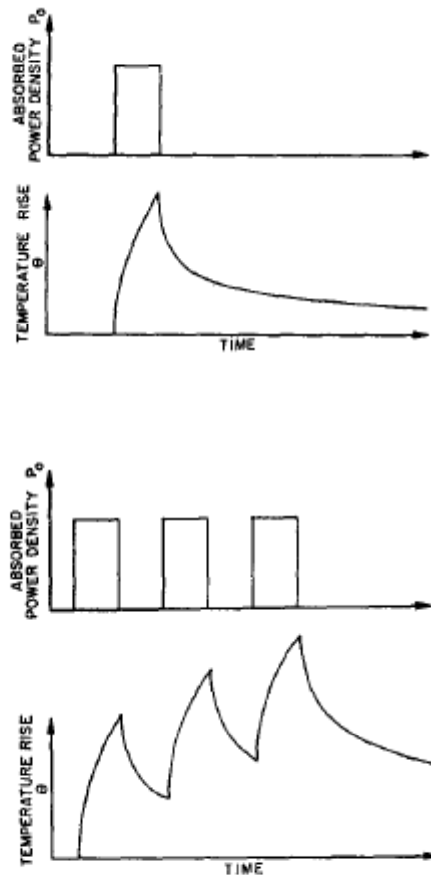 ABSORBED
POWER DENSITY P₀
TEMPERATURE RISE
θ
TIME
ABSORBED
POWER DENSITY P₀
TEMPERATURE RISE
θ
TIME